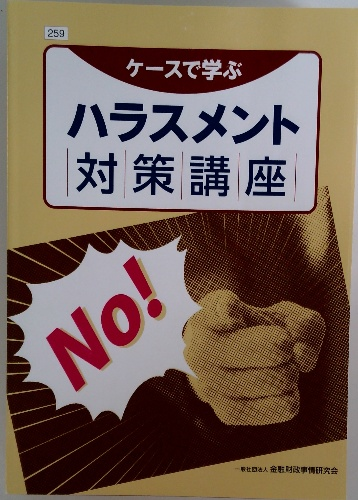 259
ケースで学ぶ
ハラスメント
対策講座
No!
一般社団法人 金融財政事情研究会